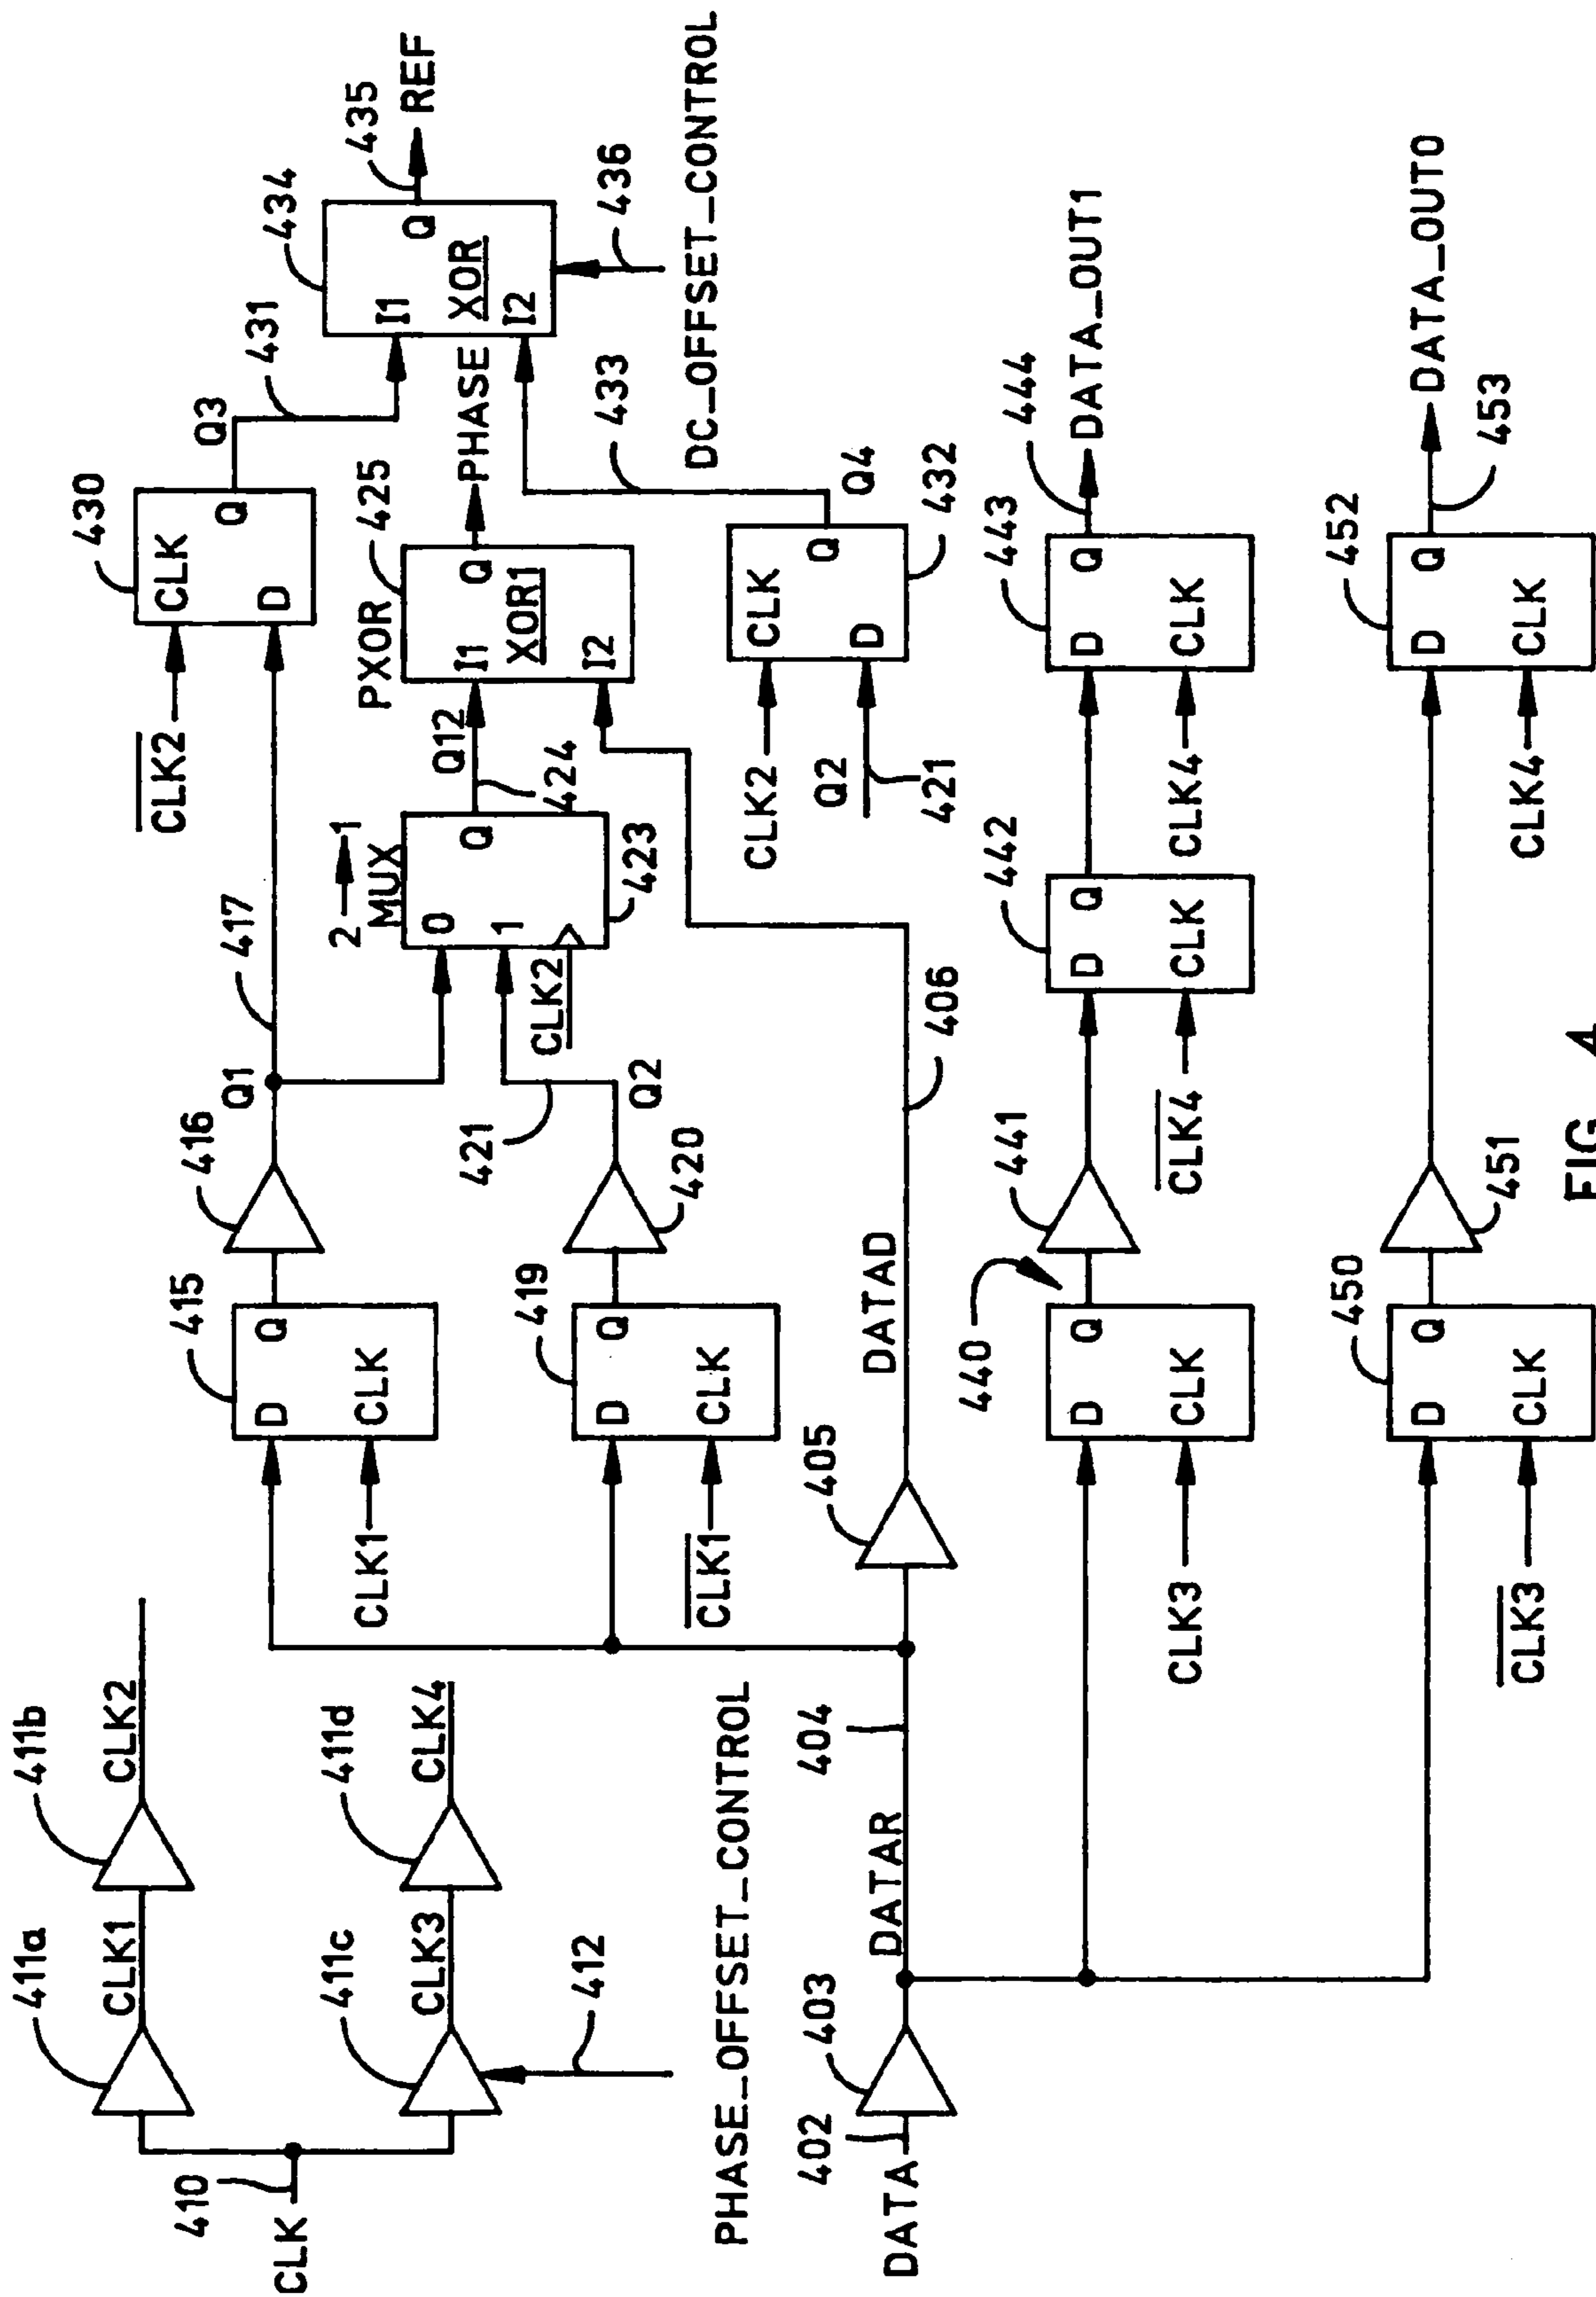 410
CLK
411a
CLK1
411b
CLK2
411c
CLK3
411d
CLK4
412
PHASE_OFFSET_CONTROL
DATA
402
403
DATAR
404
405
DATAD
406
415
D Q
CLK
CLK1
416
Q1
417
419
D Q
CLK
CLK1
420
Q2
421
2 1
MUX
0
1
Q
CLK2
423
Q12
424
PXOR
425
I1 Q
XOR1
I2
PHASE
CLK2
430
CLK
Q
D
Q3
431
CLK2
Q2
421
CLK
Q
D
432
Q4
433
434
I1 Q
XOR
I2
435
REF
436
DC_OFFSET_CONTROL
440
D Q
CLK
CLK3
441
442
D Q
CLK
CLK4
443
D Q
CLK
CLK4
444
DATA_OUT1
450
D Q
CLK
CLK3
451
452
D Q
CLK
CLK4
453
DATA_OUT0
FIG. 4